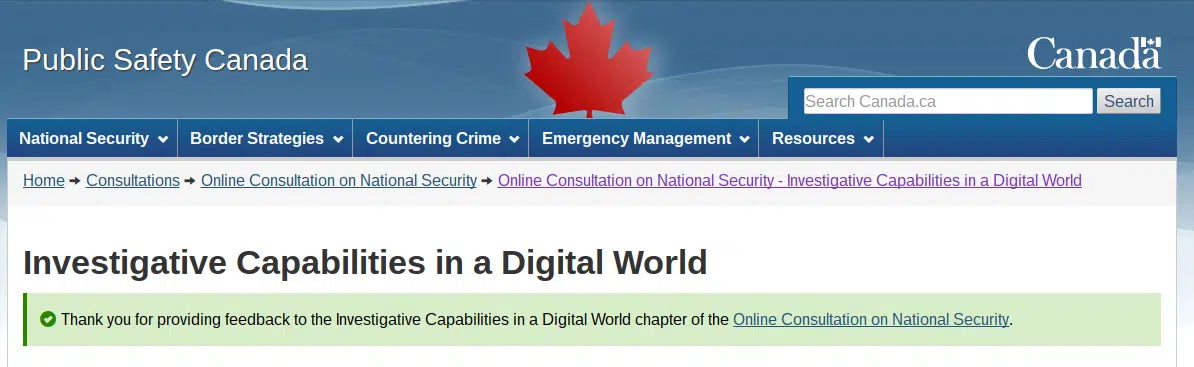 Public Safety Canada
Canada
Search Canada.ca Search
National Security Border Strategies Countering Crime Emergency Management Resources
Home Consultations Online Consultation on National Security Online Consultation on National Security - Investigative Capabilities in a Digital World
Investigative Capabilities in a Digital World
Thank you for providing feedback to the Investigative Capabilities in a Digital World chapter of the Online Consultation on National Security.